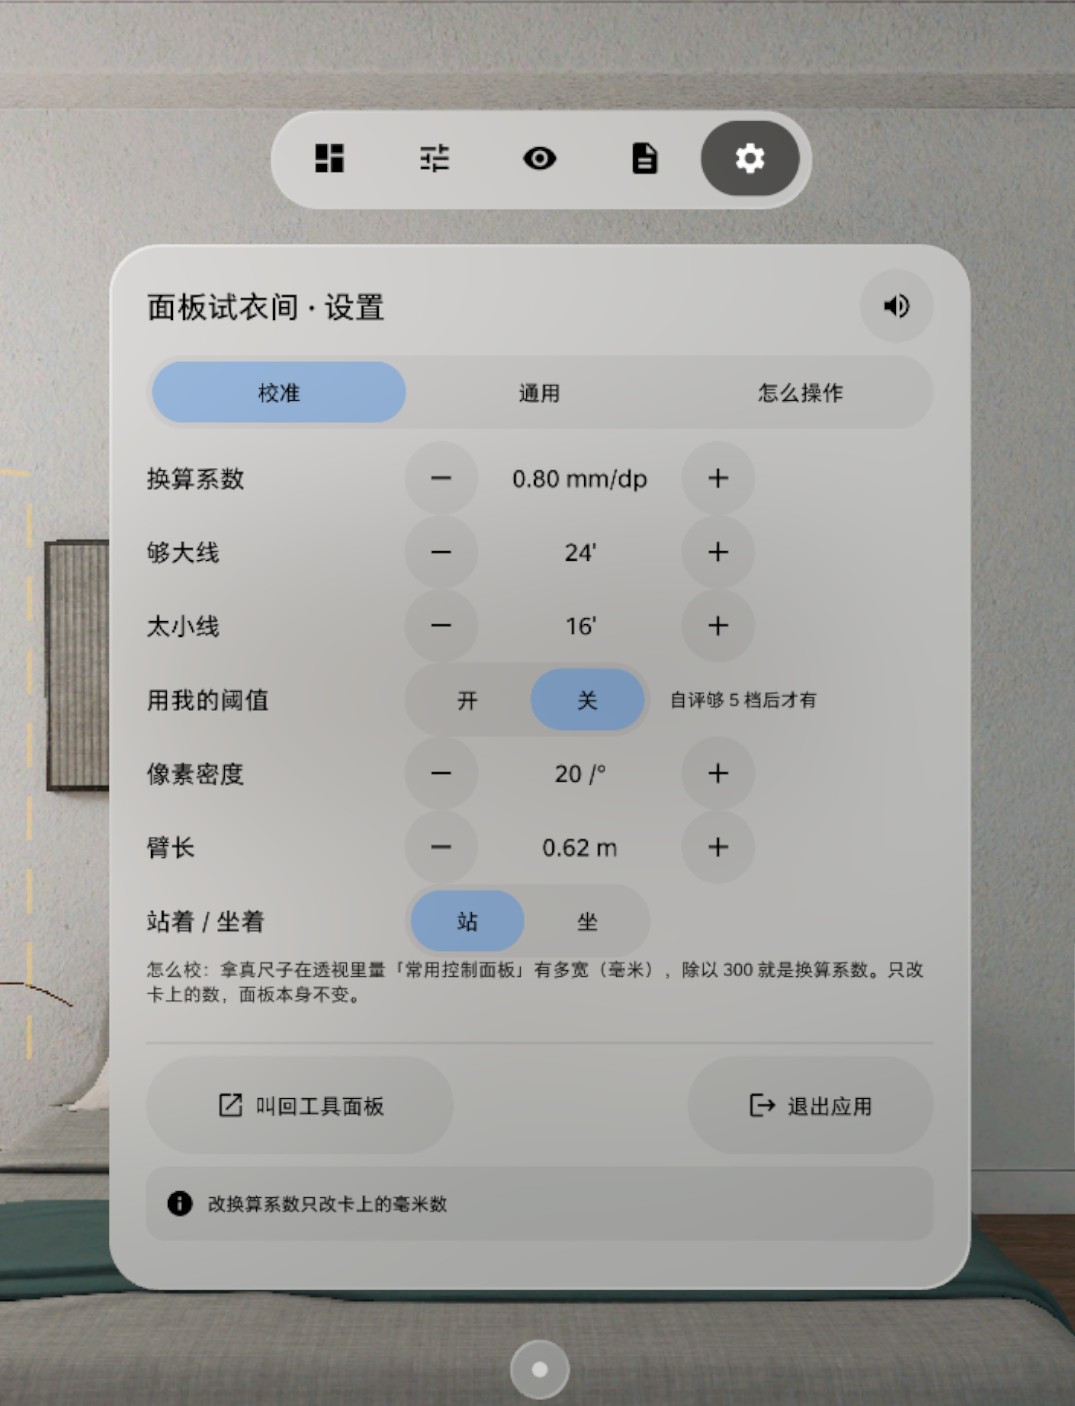 面板试衣间 · 设置
校准 通用 怎么操作
换算系数 − 0.80 mm/dp +
够大线 − 24' +
太小线 − 16' +
用我的阈值 开 关 自评够 5 档后才有
像素密度 − 20 /° +
臂长 − 0.62 m +
站着 / 坐着 站 坐
怎么校：拿真尺子在透视里量「常用控制面板」有多宽（毫米），除以 300 就是换算系数。只改
卡上的数，面板本身不变。
叫回工具面板 退出应用
改换算系数只改卡上的毫米数